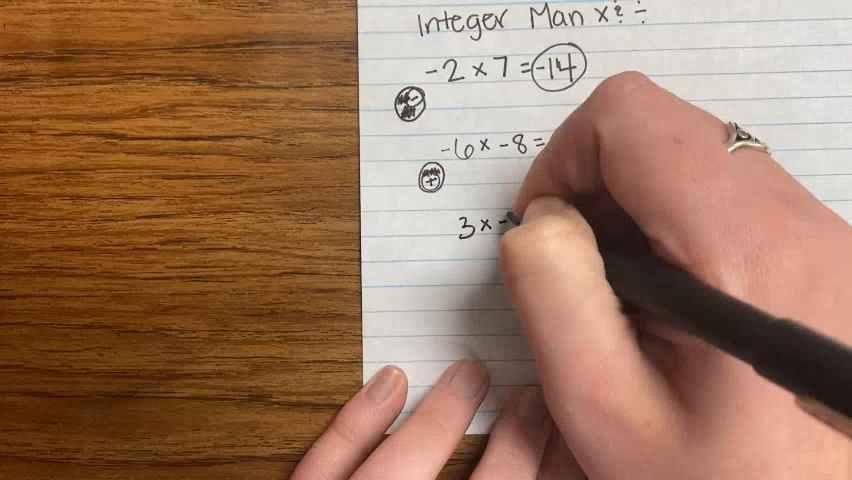 Integer Man x & ÷
-2 x 7 = -14
-6 x -8 =
+
3 x -